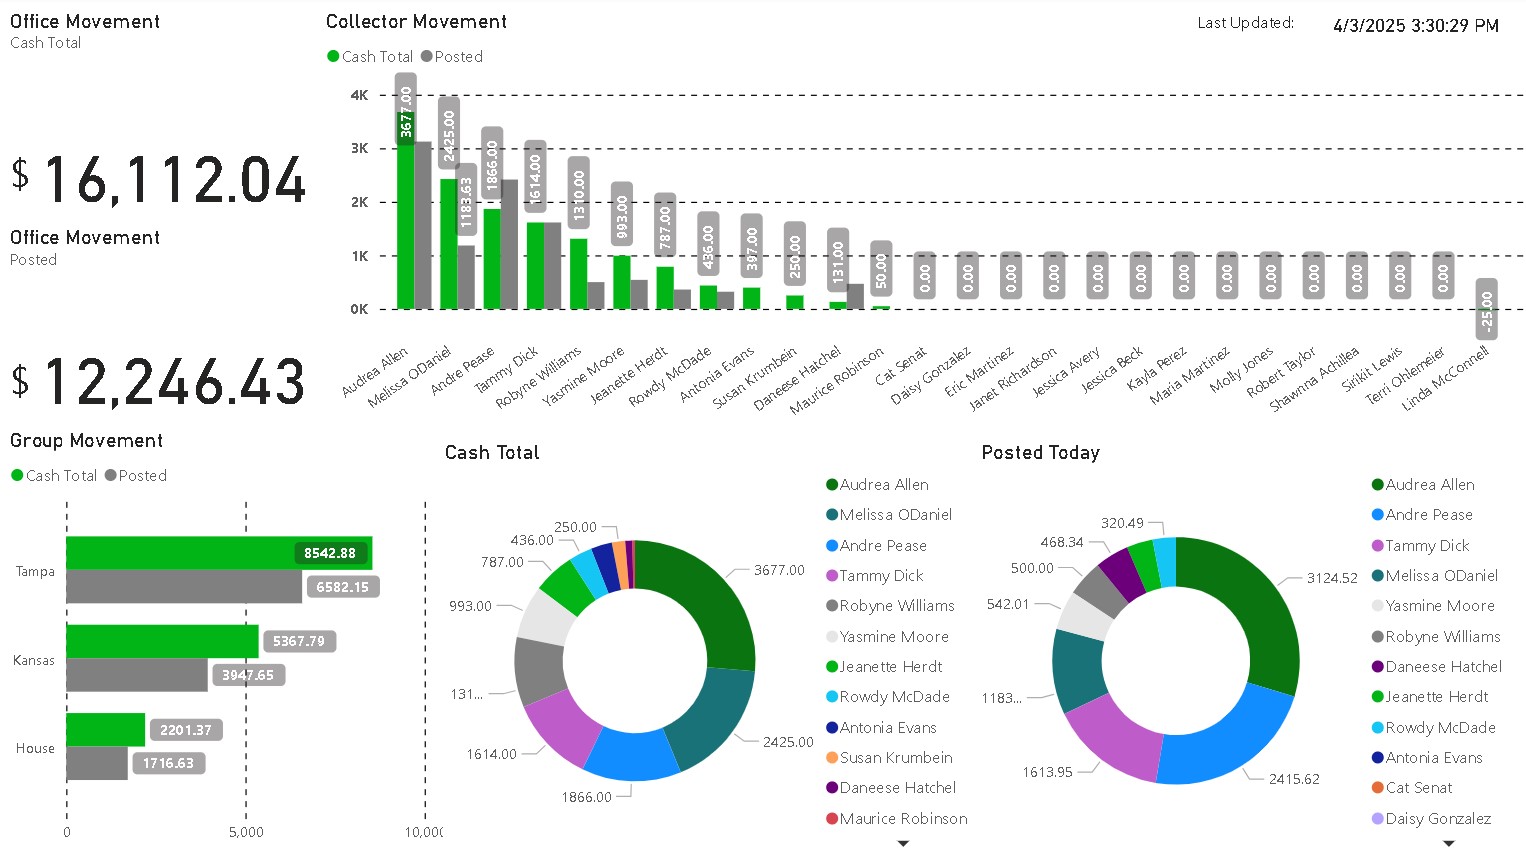 Office Movement
Cash Total
$ 16,112.04
Office Movement
Posted
$ 12,246.43
Collector Movement
Last Updated:
4/3/2025 3:30:29 PM
Cash Total
Posted
4K
3K
2K
1K
0K
3677.00
2425.00
1183.63
1866.00
1614.00
1310.00
993.00
787.00
436.00
397.00
250.00
131.00
50.00
0.00
0.00
0.00
0.00
0.00
0.00
0.00
0.00
0.00
0.00
0.00
0.00
0.00
-25.00
Audrea Allen
Melissa ODaniel
Andre Pease
Tammy Dick
Robyne Williams
Yasmine Moore
Jeanette Herdt
Rowdy McDade
Antonia Evans
Susan Krumbein
Daneese Hatchel
Maurice Robinson
Cat Senat
Daisy Gonzalez
Eric Martinez
Janet Richardson
Jessica Avery
Jessica Beck
Kayla Perez
Maria Martinez
Molly Jones
Robert Taylor
Shawnna Achillea
Sirikit Lewis
Terri Ohlemeier
Linda McConnell
Group Movement
Cash Total
Posted
Tampa
8542.88
6582.15
Kansas
5367.79
3947.65
House
2201.37
1716.63
0
5,000
10,000
Cash Total
250.00
436.00
787.00
993.00
131...
1614.00
1866.00
2425.00
3677.00
Audrea Allen
Melissa ODaniel
Andre Pease
Tammy Dick
Robyne Williams
Yasmine Moore
Jeanette Herdt
Rowdy McDade
Antonia Evans
Susan Krumbein
Daneese Hatchel
Maurice Robinson
Posted Today
320.49
468.34
500.00
542.01
1183...
1613.95
2415.62
3124.52
Audrea Allen
Andre Pease
Tammy Dick
Melissa ODaniel
Yasmine Moore
Robyne Williams
Daneese Hatchel
Jeanette Herdt
Rowdy McDade
Antonia Evans
Cat Senat
Daisy Gonzalez